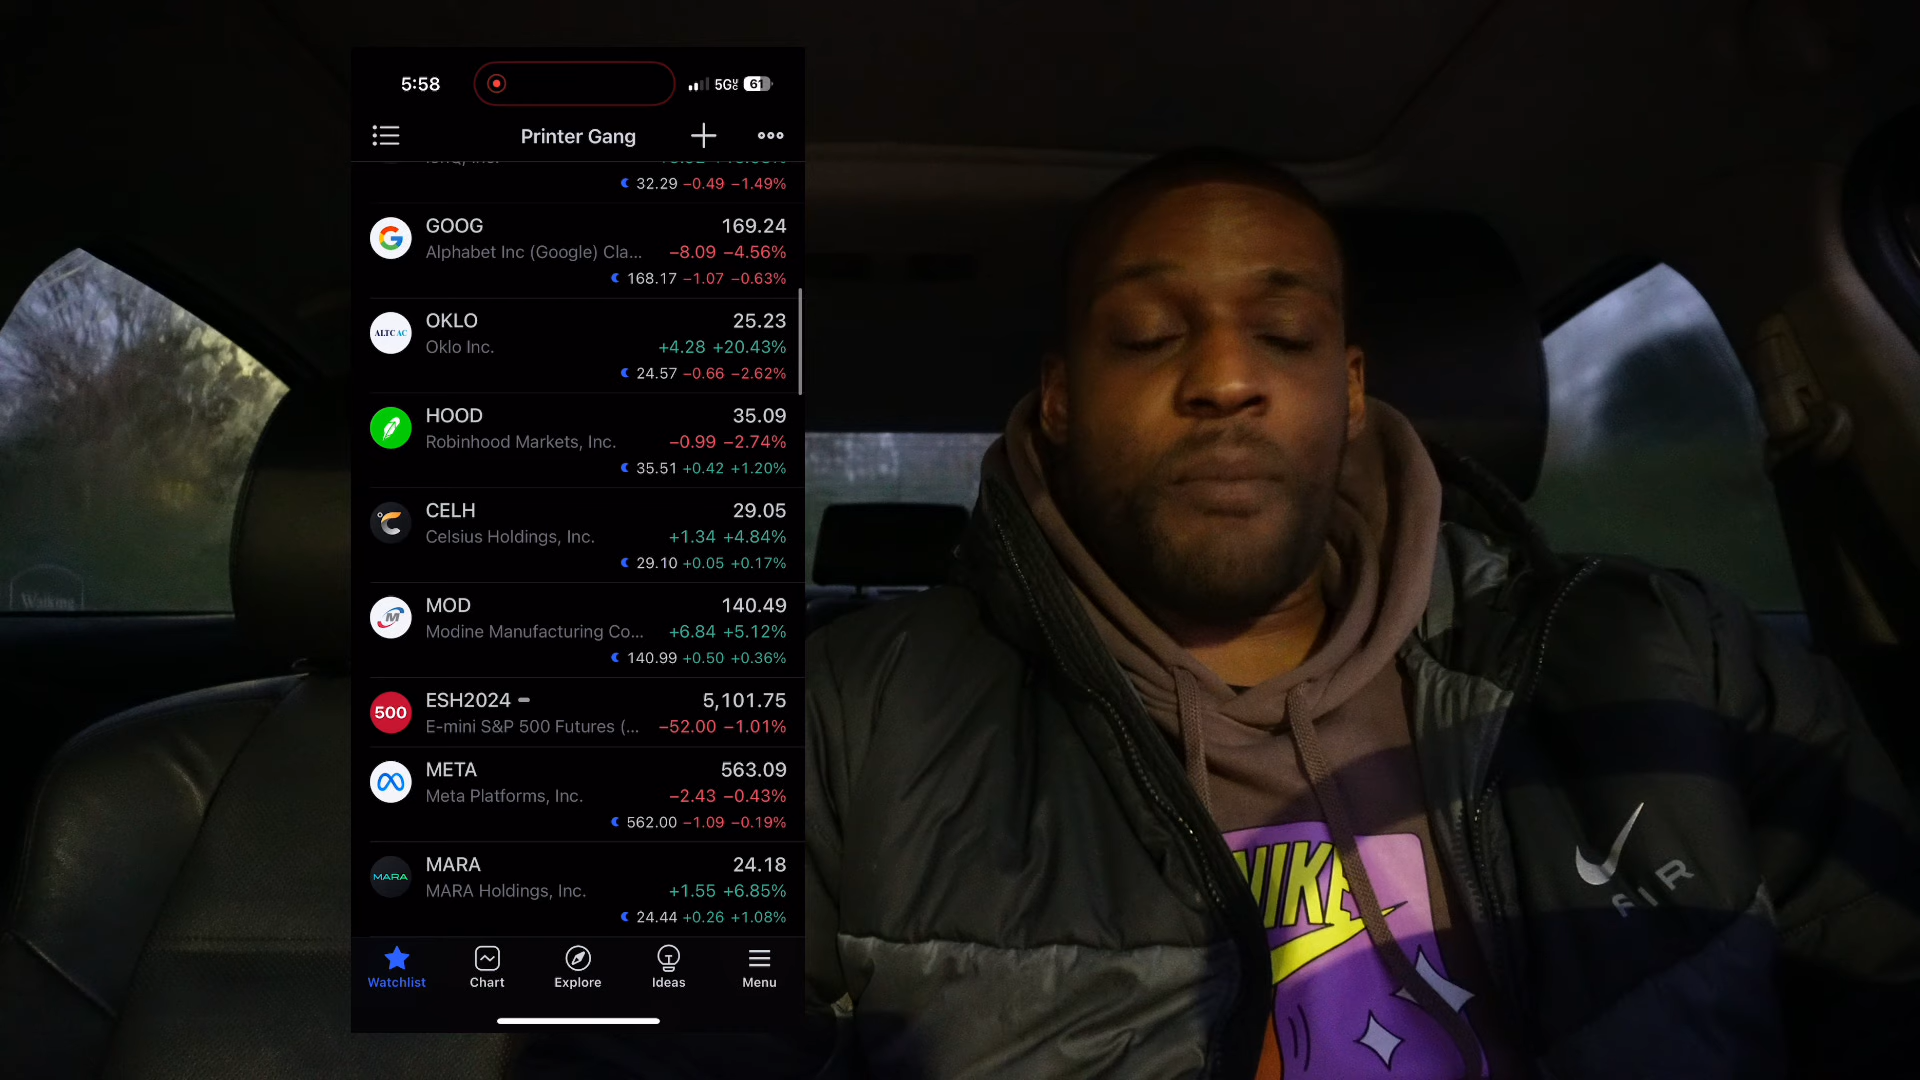 5:58
5G
61
Printer Gang
32.29 −0.49 −1.49%
GOOG 169.24
Alphabet Inc (Google) Cla... −8.09 −4.56%
168.17 −1.07 −0.63%
ALTC AC
OKLO 25.23
Oklo Inc. +4.28 +20.43%
24.57 −0.66 −2.62%
HOOD 35.09
Robinhood Markets, Inc. −0.99 −2.74%
35.51 +0.42 +1.20%
CELH 29.05
Celsius Holdings, Inc. +1.34 +4.84%
29.10 +0.05 +0.17%
MOD 140.49
Modine Manufacturing Co... +6.84 +5.12%
140.99 +0.50 +0.36%
500
ESH2024 5,101.75
E-mini S&P 500 Futures (... −52.00 −1.01%
META 563.09
Meta Platforms, Inc. −2.43 −0.43%
562.00 −1.09 −0.19%
MARA
MARA 24.18
MARA Holdings, Inc. +1.55 +6.85%
24.44 +0.26 +1.08%
Watchlist Chart Explore Ideas Menu
Walking
NIKE
AIR